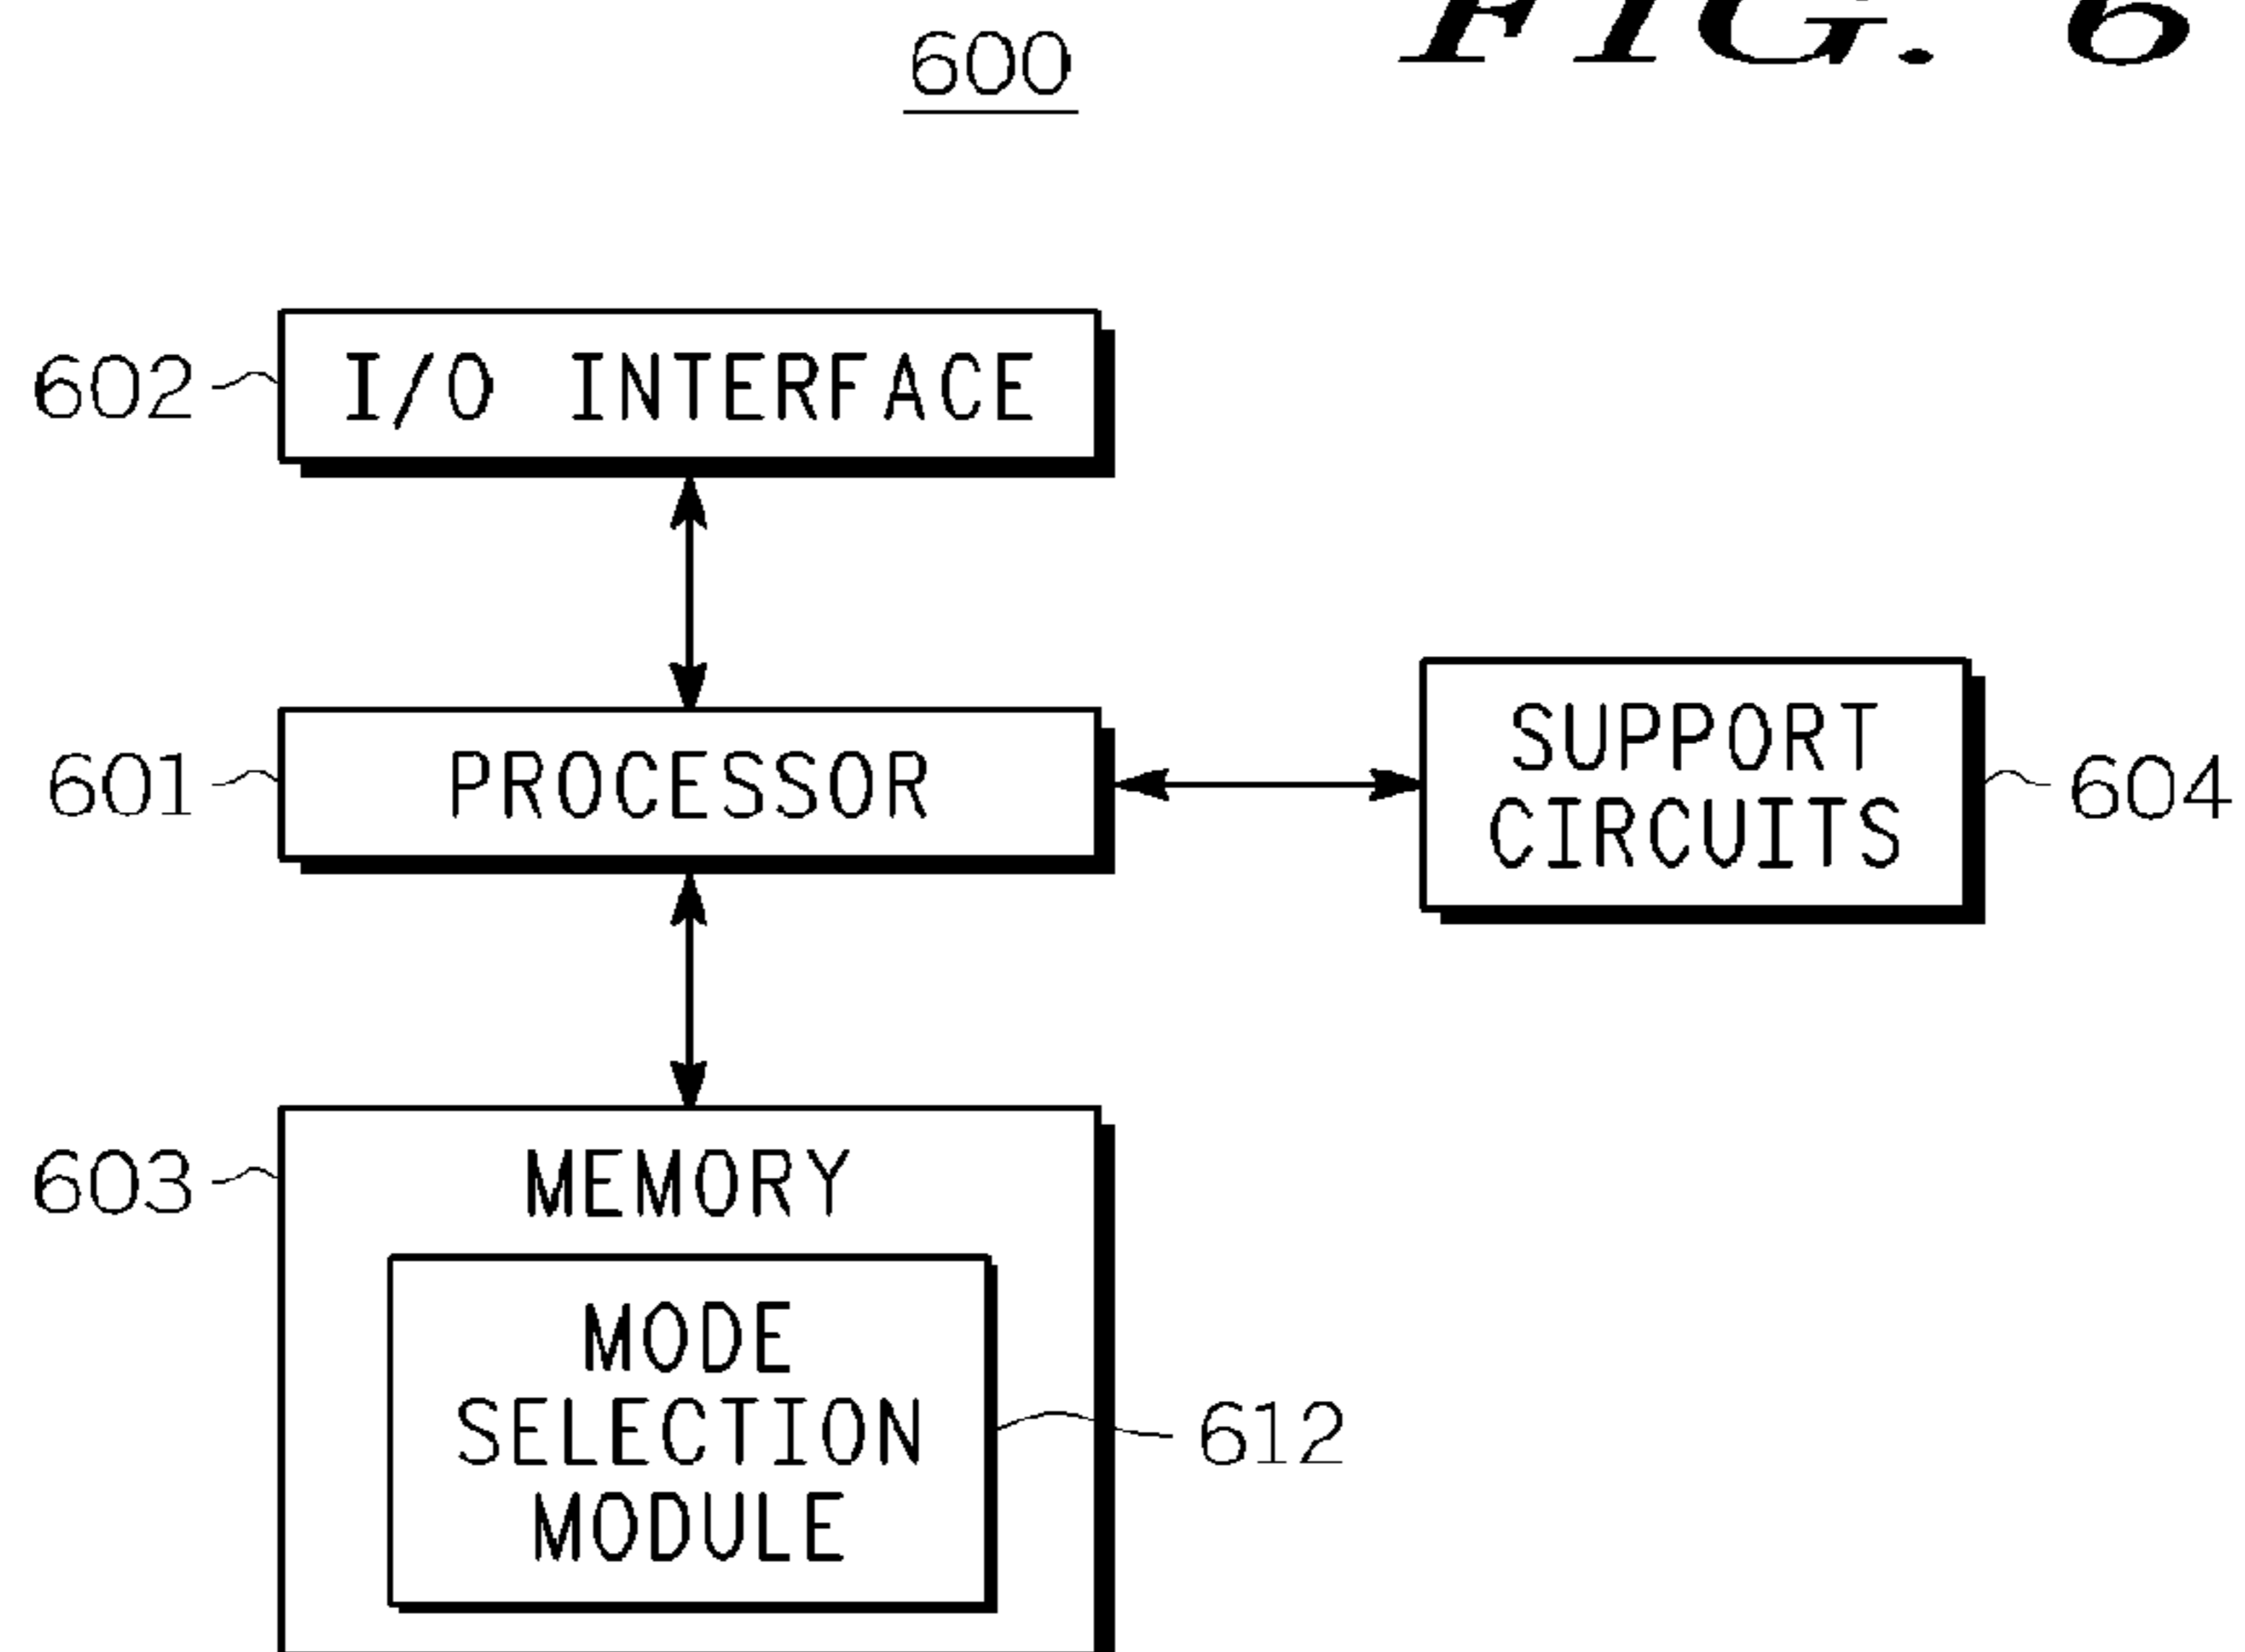 FIG. 6
600
602
I/O INTERFACE
601
PROCESSOR
SUPPORT
CIRCUITS
604
603
MEMORY
MODE
SELECTION
MODULE
612